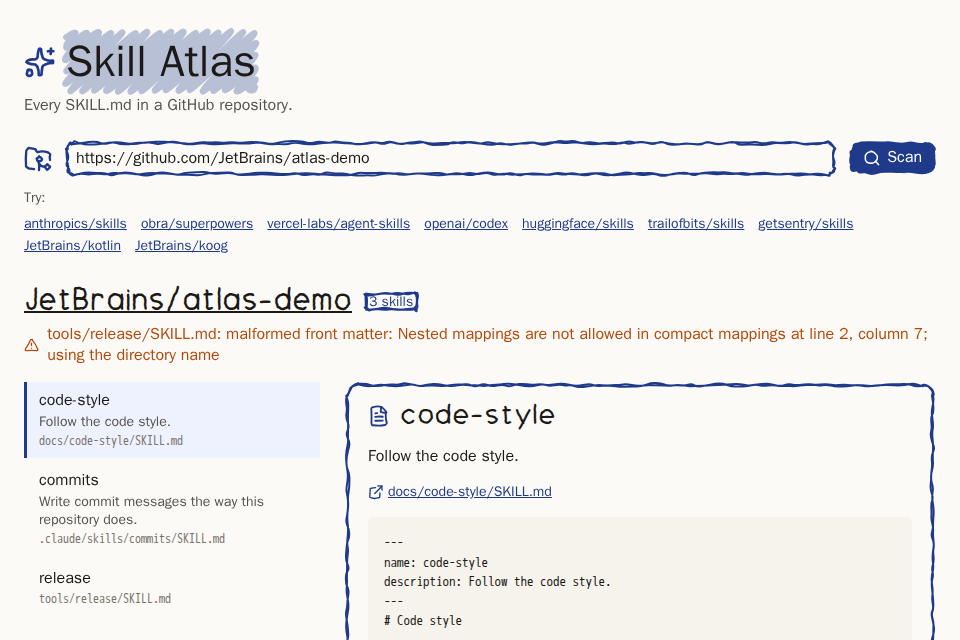 Skill Atlas
Every SKILL.md in a GitHub repository.
https://github.com/JetBrains/atlas-demo
Scan
Try:
anthropics/skills obra/superpowers vercel-labs/agent-skills openai/codex huggingface/skills trailofbits/skills getsentry/skills
JetBrains/kotlin JetBrains/koog
JetBrains/atlas-demo 3 skills
tools/release/SKILL.md: malformed front matter: Nested mappings are not allowed in compact mappings at line 2, column 7;
using the directory name
code-style
Follow the code style.
docs/code-style/SKILL.md
commits
Write commit messages the way this
repository does.
.claude/skills/commits/SKILL.md
release
tools/release/SKILL.md
code-style
Follow the code style.
docs/code-style/SKILL.md
---
name: code-style
description: Follow the code style.
---
# Code style